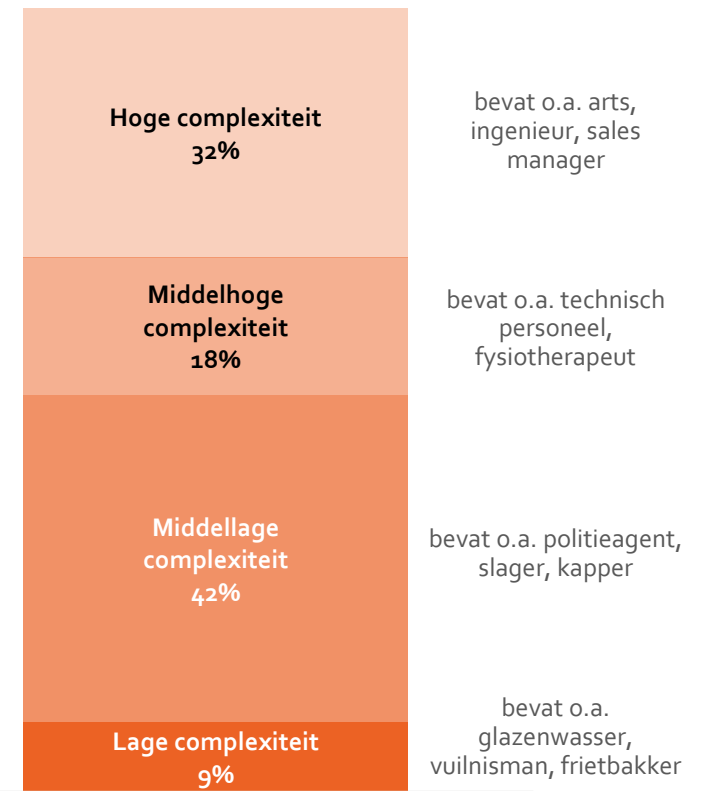 Hoge complexiteit
32%
bevat o.a. arts,
ingenieur, sales
manager
Middelhoge
complexiteit
18%
bevat o.a. technisch
personeel,
fysiotherapeut
Middellage
complexiteit
42%
bevat o.a. politieagent,
slager, kapper
Lage complexiteit
9%
bevat o.a.
glazenwasser,
vuilnisman, frietbakker